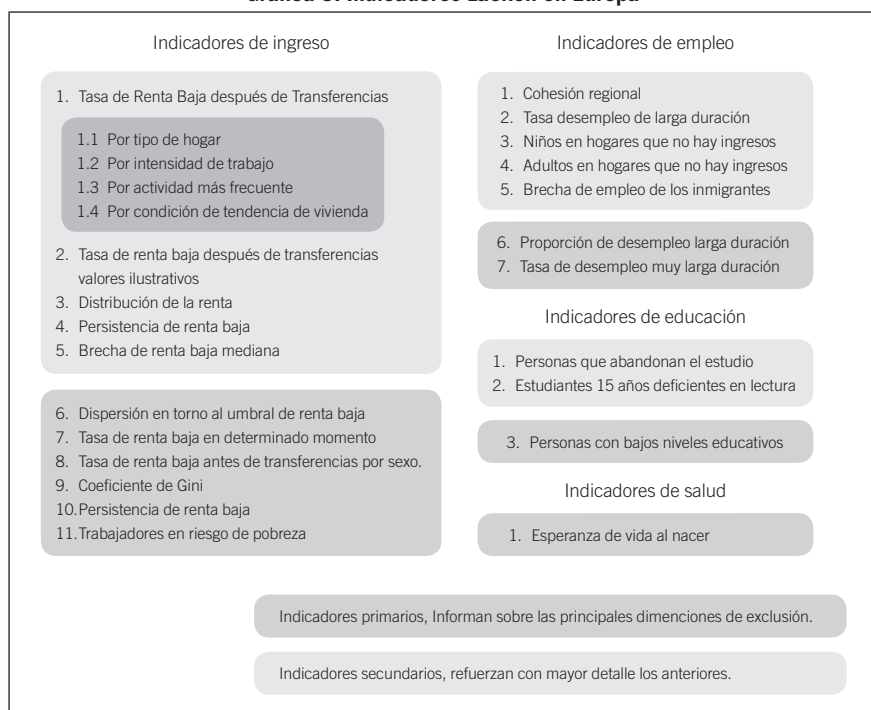 Indicadores de ingreso
1. Tasa de Renta Baja después de Transferencias
1.1 Por tipo de hogar
1.2 Por intensidad de trabajo
1.3 Por actividad más frecuente
1.4 Por condición de tendencia de vivienda
2. Tasa de renta baja después de transferencias
valores ilustrativos
3. Distribución de la renta
4. Persistencia de renta baja
5. Brecha de renta baja mediana
6. Dispersión en torno al umbral de renta baja
7. Tasa de renta baja en determinado momento
8. Tasa de renta baja antes de transferencias por sexo.
9. Coeficiente de Gini
10.Persistencia de renta baja
11.Trabajadores en riesgo de pobreza
Indicadores de empleo
1. Cohesión regional
2. Tasa desempleo de larga duración
3. Niños en hogares que no hay ingresos
4. Adultos en hogares que no hay ingresos
5. Brecha de empleo de los inmigrantes
6. Proporción de desempleo larga duración
7. Tasa de desempleo muy larga duración
Indicadores de educación
1. Personas que abandonan el estudio
2. Estudiantes 15 años deficientes en lectura
3. Personas con bajos niveles educativos
Indicadores de salud
1. Esperanza de vida al nacer
Indicadores primarios, Informan sobre las principales dimenciones de exclusión.
Indicadores secundarios, refuerzan con mayor detalle los anteriores.